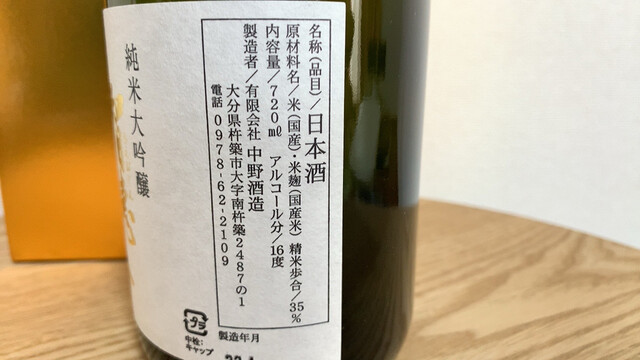 名称(品目)/日本酒
原材料名/米(国産)・米麹(国産米) 精米歩合/35%
内容量/720㎖ アルコール分/16度
製造者/有限会社 中野酒造
大分県杵築市大字南杵築2487の1
電話 0978-62-2109
純米大吟醸
製造年月
プラ
中栓・
キャップ